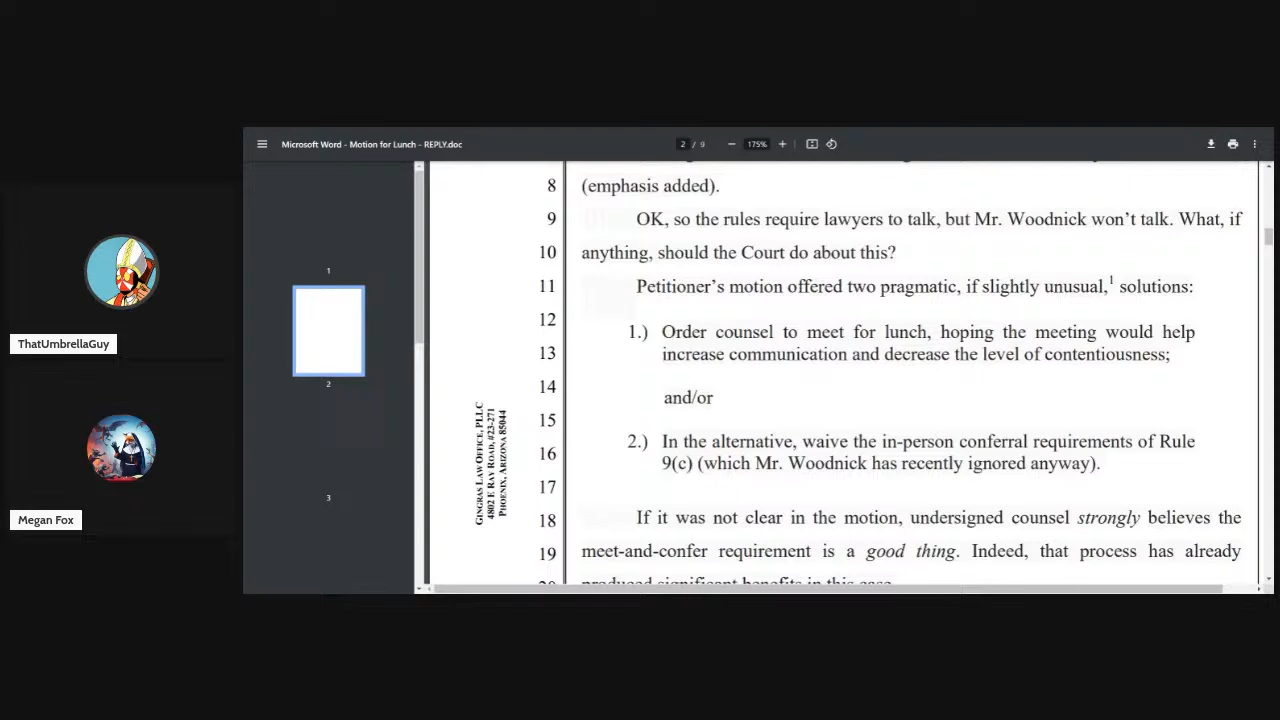 Microsoft Word - Motion for Lunch - REPLY.doc
2 / 9
175%
1
2
3
ThatUmbrellaGuy
Megan Fox
GINGRAS LAW OFFICE, PLLC
4802 E RAY ROAD, #23-271
PHOENIX, ARIZONA 85044
8 (emphasis added).
9 OK, so the rules require lawyers to talk, but Mr. Woodnick won’t talk. What, if
10 anything, should the Court do about this?
11 Petitioner’s motion offered two pragmatic, if slightly unusual,1 solutions:
12 1.) Order counsel to meet for lunch, hoping the meeting would help
13 increase communication and decrease the level of contentiousness;
14 and/or
15
16 2.) In the alternative, waive the in-person conferral requirements of Rule
9(c) (which Mr. Woodnick has recently ignored anyway).
17
18 If it was not clear in the motion, undersigned counsel strongly believes the
19 meet-and-confer requirement is a good thing. Indeed, that process has already
20 produced significant benefits in this case.